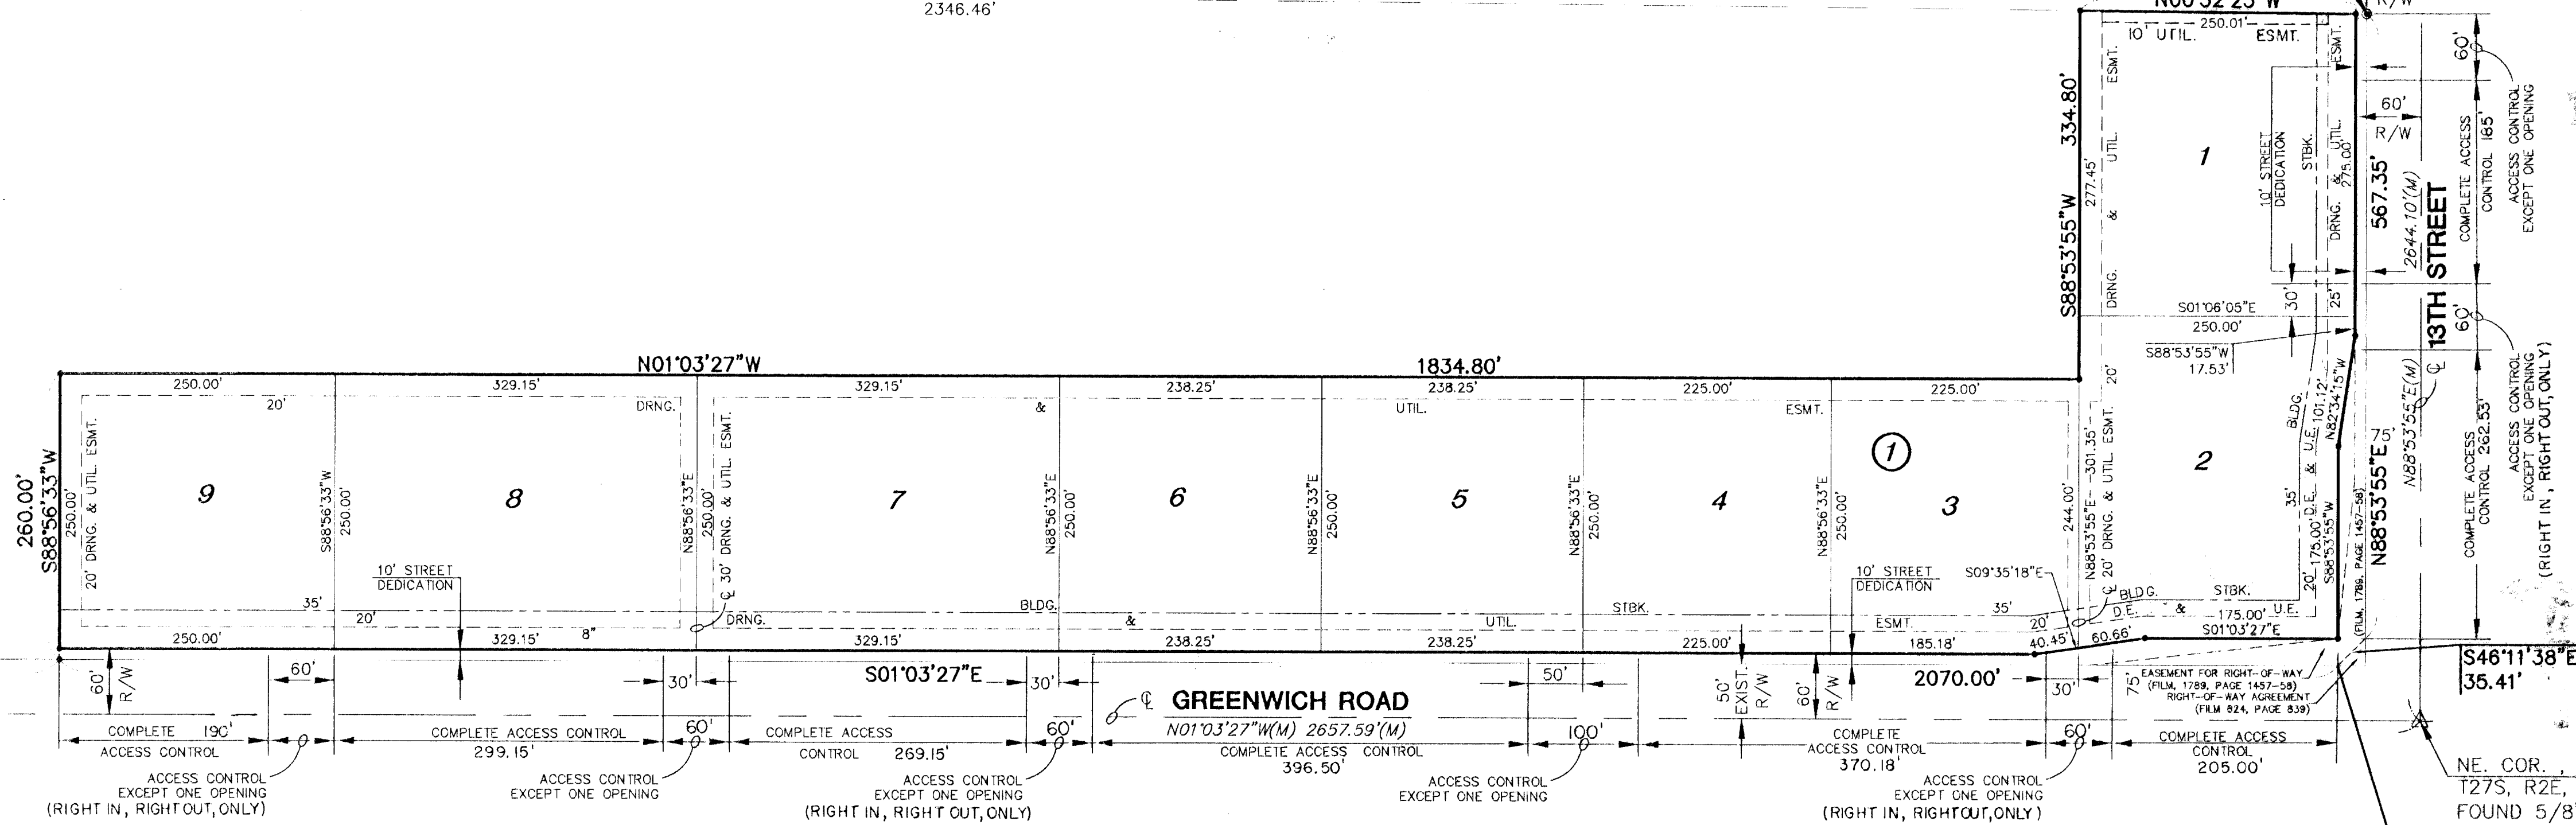 2346.46'
N00°52'25"W
R/W
250.01'
10' UTIL. ESMT.
ESMT.
60'
ACCESS CONTROL
EXCEPT ONE OPENING
334.80'
S88°53'55"W
277.45'
20' DRNG. & UTIL ESMT.
1
10' STREET
DEDICATION
STBK.
DRNG. & UTIL.
275.00'
25'
30'
60'
R/W
567.35'
2644.10'(M)
13TH STREET
COMPLETE ACCESS
CONTROL 185'
60'
ACCESS CONTROL
EXCEPT ONE OPENING
(RIGHT IN, RIGHT OUT, ONLY)
S01°06'05"E
250.00'
S88°53'55"W
17.53'
N01°03'27"W
1834.80'
250.00'
329.15'
329.15'
238.25'
238.25'
225.00'
225.00'
20'
DRNG.
&
UTIL.
ESMT.
260.00'
S88°56'33"W
250.00'
20' DRNG. & UTIL. ESMT.
9
S88°56'33"W
250.00'
8
N88°56'33"E
250.00'
℄ 30' DRNG. & UTIL. ESMT.
7
N88°56'33"E
250.00'
6
N88°56'33"E
250.00'
5
N88°56'33"E
250.00'
4
N88°56'33"E
250.00'
1
3
244.00'
N88°53'55"E 301.35'
℄ 20' DRNG. & UTIL. ESMT.
2
BLDG.
35'
101.12'
N82°34'15"W
20' 175.00' D.E. & U.E.
S88°53'55"W
(FILM, 1789, PAGE 1457-58)
N88°53'55"E
75'
N88°53'55"E(M)
℄
COMPLETE ACCESS
CONTROL 262.53'
10' STREET
DEDICATION
10' STREET
DEDICATION
S09°35'18"E
35'
BLDG.
STBK.
35'
BLDG.
STBK.
20'
DRNG.
&
UTIL.
ESMT.
20'
D.E. & U.E.
175.00'
S01°03'27"E
250.00'
329.15'
8"
329.15'
238.25'
238.25'
225.00'
185.18'
40.45'
60.66'
60'
R/W
60'
30'
S01°03'27"E
30'
50'
50'
EXIST.
R/W
60'
R/W
2070.00'
30'
75'
EASEMENT FOR RIGHT-OF-WAY
(FILM, 1789, PAGE 1457-58)
RIGHT-OF-WAY AGREEMENT
(FILM 824, PAGE 839)
S46°11'38"E
35.41'
℄ GREENWICH ROAD
N01°03'27"W(M) 2657.59'(M)
COMPLETE 190'
ACCESS CONTROL
COMPLETE ACCESS CONTROL
299.15'
60'
COMPLETE ACCESS
CONTROL 269.15'
60'
COMPLETE ACCESS CONTROL
396.50'
100'
COMPLETE
ACCESS CONTROL
370.18'
60'
COMPLETE ACCESS
CONTROL
205.00'
ACCESS CONTROL
EXCEPT ONE OPENING
(RIGHT IN, RIGHT OUT, ONLY)
ACCESS CONTROL
EXCEPT ONE OPENING
ACCESS CONTROL
EXCEPT ONE OPENING
(RIGHT IN, RIGHT OUT, ONLY)
ACCESS CONTROL
EXCEPT ONE OPENING
ACCESS CONTROL
EXCEPT ONE OPENING
(RIGHT IN, RIGHT OUT, ONLY)
NE. COR. ,
T27S, R2E,
FOUND 5/8